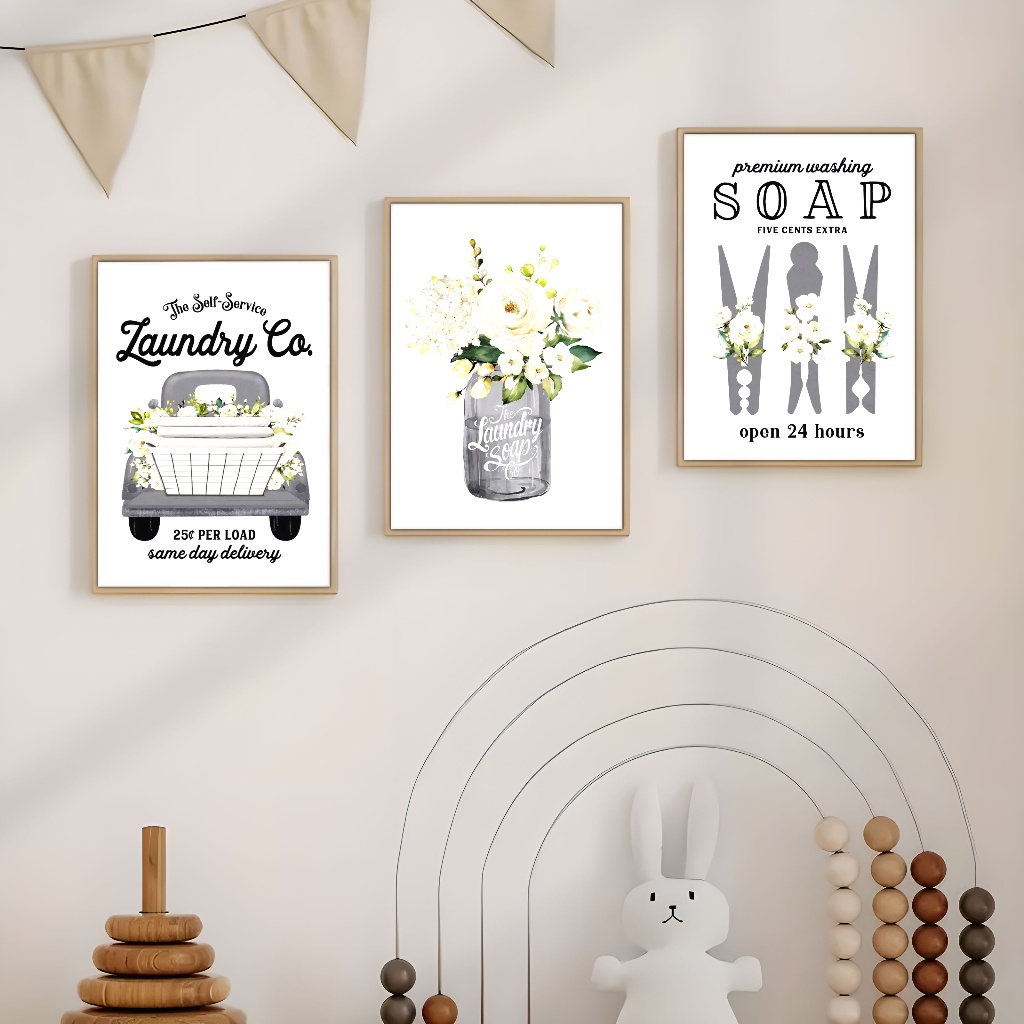 The Self-Service
Laundry Co.
25¢ PER LOAD
same day delivery
The
Laundry
Soap
Co
premium washing
SOAP
FIVE CENTS EXTRA
open 24 hours